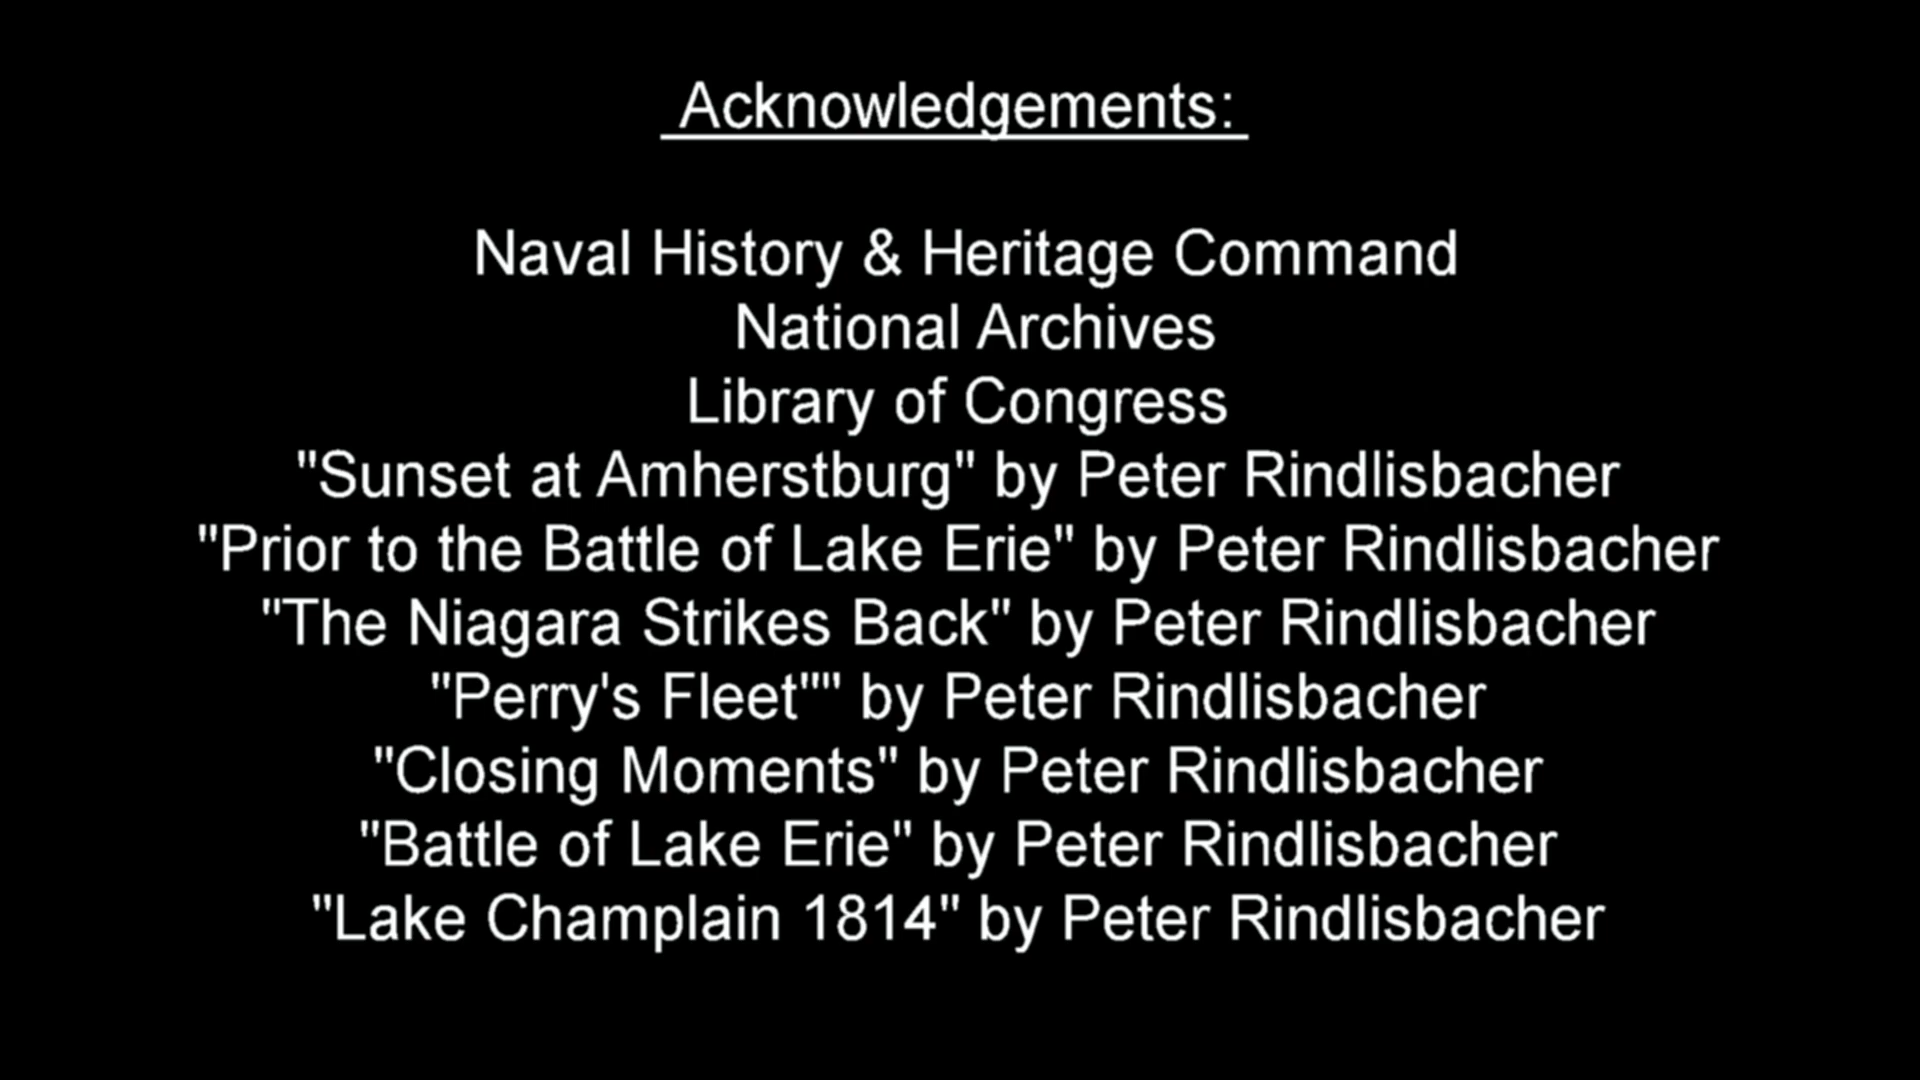 Acknowledgements:
Naval History & Heritage Command
National Archives
Library of Congress
"Sunset at Amherstburg" by Peter Rindlisbacher
"Prior to the Battle of Lake Erie" by Peter Rindlisbacher
"The Niagara Strikes Back" by Peter Rindlisbacher
"Perry's Fleet"" by Peter Rindlisbacher
"Closing Moments" by Peter Rindlisbacher
"Battle of Lake Erie" by Peter Rindlisbacher
"Lake Champlain 1814" by Peter Rindlisbacher